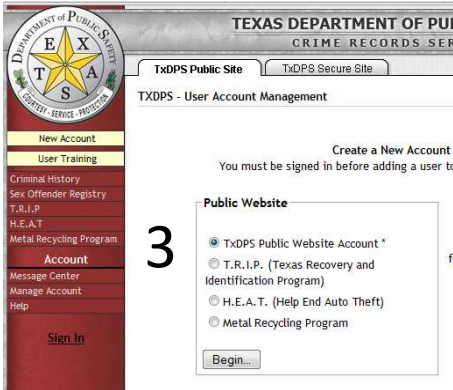 DEPARTMENT OF PUBLIC SAFETY
TEXAS
COURTESY - SERVICE - PROTECTION
TEXAS DEPARTMENT OF PU
CRIME RECORDS SER
TxDPS Public Site
TxDPS Secure Site
TXDPS - User Account Management
New Account
User Training
Criminal History
Sex Offender Registry
T.R.I.P
H.E.A.T
Metal Recycling Program
Account
Message Center
Manage Account
Help
Sign In
Create a New Account
You must be signed in before adding a user to
3
Public Website
TxDPS Public Website Account *
T.R.I.P. (Texas Recovery and
Identification Program)
H.E.A.T. (Help End Auto Theft)
Metal Recycling Program
Begin...
f